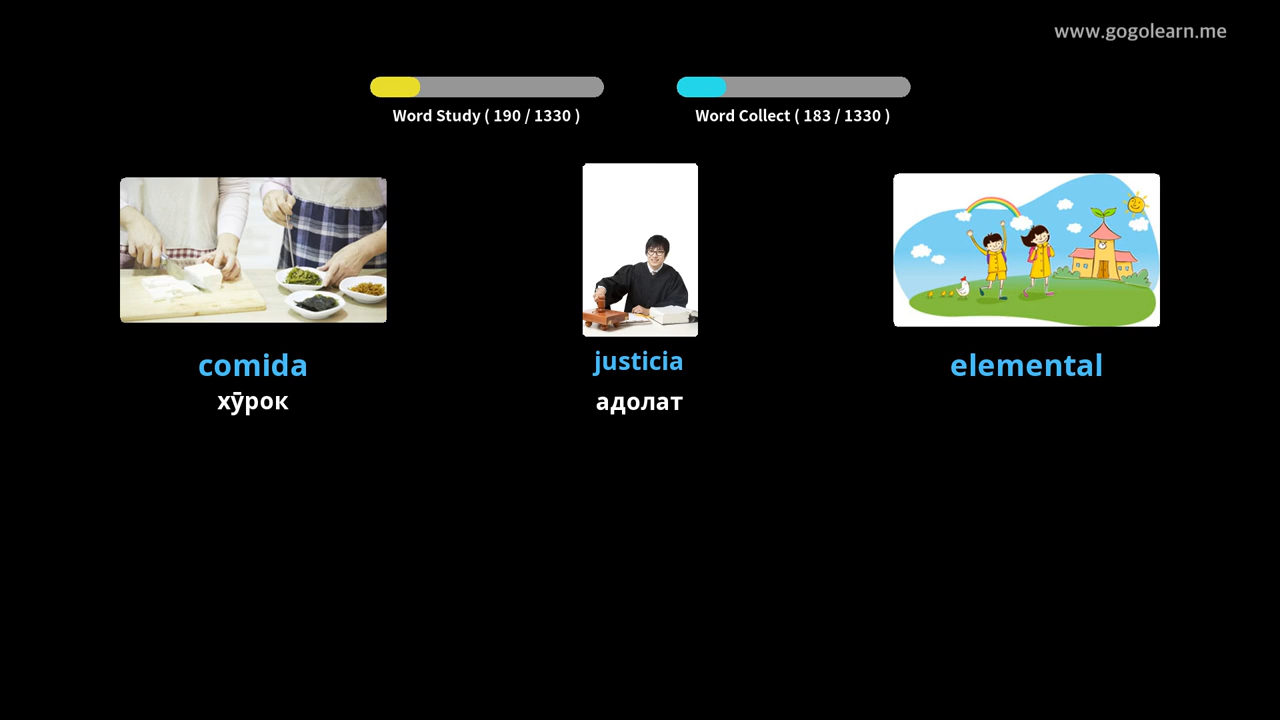 www.gogolearn.me
Word Study ( 190 / 1330 )
Word Collect ( 183 / 1330 )
comida
хӯрок
justicia
адолат
elemental